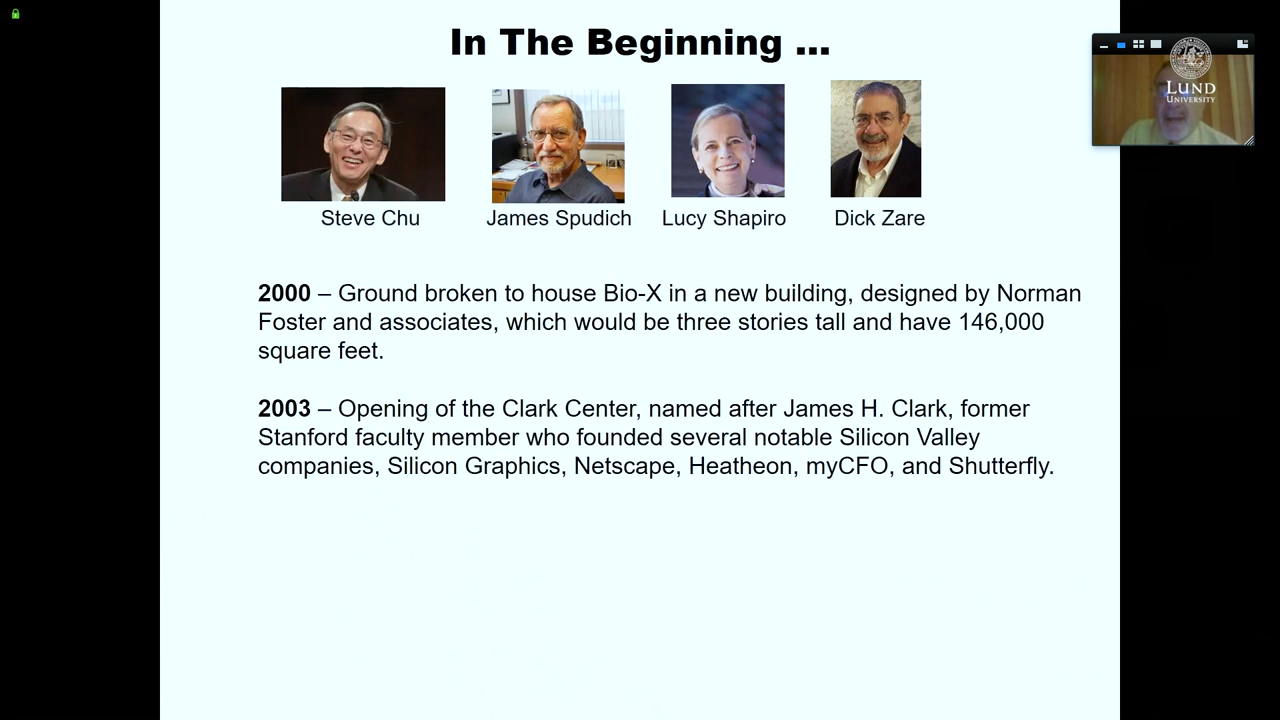 In The Beginning ...
LUND
UNIVERSITY
Steve Chu
James Spudich
Lucy Shapiro
Dick Zare
2000 – Ground broken to house Bio-X in a new building, designed by Norman
Foster and associates, which would be three stories tall and have 146,000
square feet.
2003 – Opening of the Clark Center, named after James H. Clark, former
Stanford faculty member who founded several notable Silicon Valley
companies, Silicon Graphics, Netscape, Heatheon, myCFO, and Shutterfly.